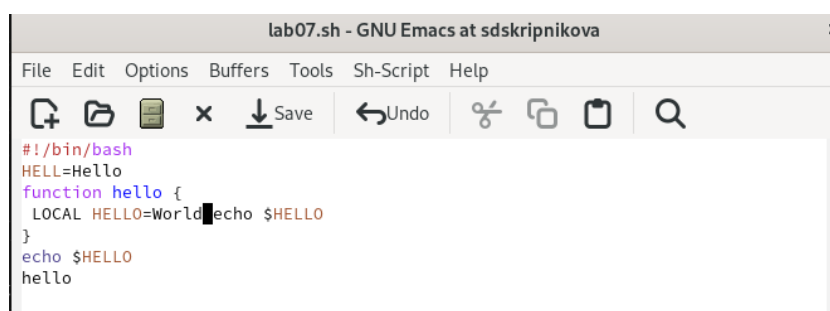 lab07.sh - GNU Emacs at sdskripnikova
File Edit Options Buffers Tools Sh-Script Help
Save Undo
#!/bin/bash
HELL=Hello
function hello {
 LOCAL HELLO=World echo $HELLO
}
echo $HELLO
hello